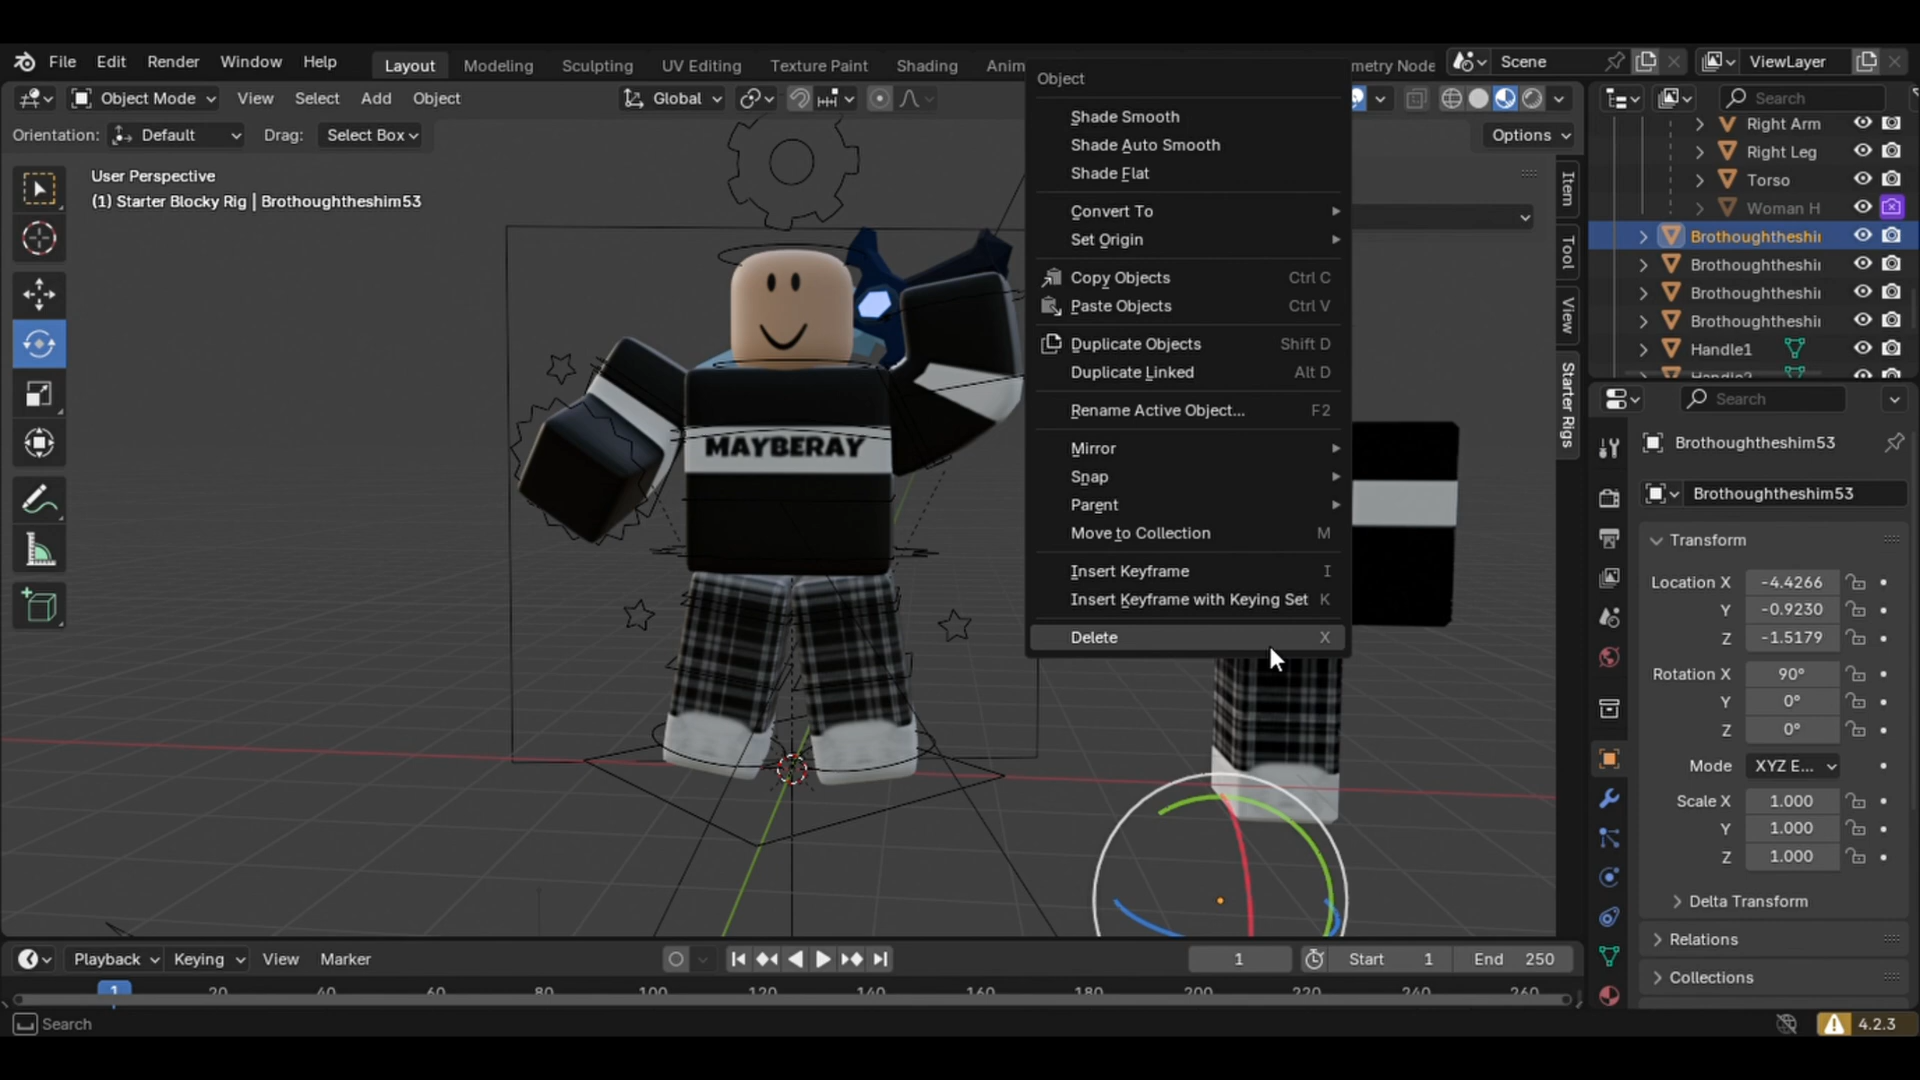 File Edit Render Window Help Layout Modeling Sculpting UV Editing Texture Paint Shading Anim metry Node Scene ViewLayer
Object Mode View Select Add Object Global Search
Orientation: Default Drag: Select Box Options
User Perspective
(1) Starter Blocky Rig | Brothoughtheshim53
MAYBERAY
Object
Shade Smooth
Shade Auto Smooth
Shade Flat
Convert To
Set Origin
Copy Objects Ctrl C
Paste Objects Ctrl V
Duplicate Objects Shift D
Duplicate Linked Alt D
Rename Active Object... F2
Mirror
Snap
Parent
Move to Collection M
Insert Keyframe I
Insert Keyframe with Keying Set K
Delete X
Item
Tool
View
Starter Rigs
Right Arm
Right Leg
Torso
Woman H
Brothoughtheshi
Brothoughtheshi
Brothoughtheshi
Brothoughtheshi
Handle1
Search
Brothoughtheshim53
Brothoughtheshim53
Transform
Location X -4.4266
Y -0.9230
Z -1.5179
Rotation X 90°
Y 0°
Z 0°
Mode XYZ E...
Scale X 1.000
Y 1.000
Z 1.000
Delta Transform
Relations
Collections
Playback Keying View Marker 1 Start 1 End 250
1 20 40 60 80 100 120 140 160 180 200 220 240 260
Search 4.2.3